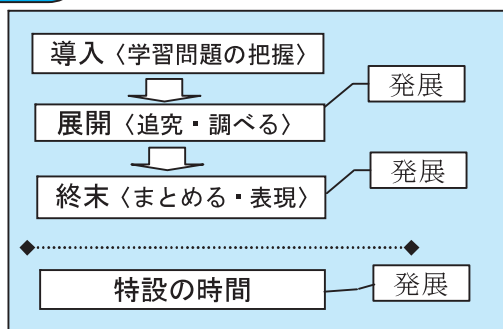 導入〈学習問題の把握〉
発展
展開〈追究・調べる〉
発展
終末〈まとめる・表現〉
特設の時間
発展